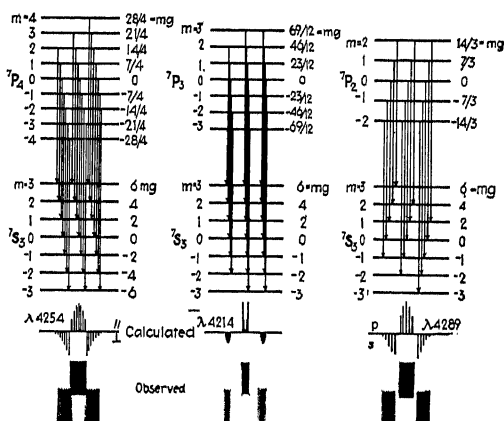 m=4 28/4=mg
3 21/4
2 14/4
1 7/4
⁷P₄ 0 0
-1 -7/4
-2 -14/4
-3 -21/4
-4 -28/4
m=3 6 mg
2 4
1 2
⁷S₃ 0 0
-1 -2
-2 -4
-3 -6
λ4254
m=3 69/12=mg
2 46/12
1 23/12
⁷P₃ 0 0
-1 -23/12
-2 -46/12
-3 -69/12
m=3 6=mg
2 4
1 2
⁷S₃ 0 0
-1 -1
-2 -2
-3 -3
λ4214
m=2 14/3=mg
1 7/3
⁷P₂ 0 0
-1 -7/3
-2 -14/3
m=3 6=mg
2 4
1 2
⁷S₃ 0 0
-1 -1
-2 -2
-3 -3
p λ4289
s
// ⊥ Calculated
Observed